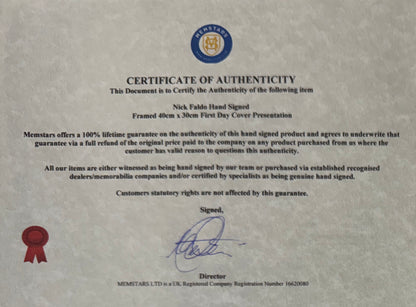 MEMSTARS
CERTIFICATE OF AUTHENTICITY
This Document is to Certify the Authenticity of the following item
Nick Faldo Hand Signed
Framed 40cm x 30cm First Day Cover Presentation
Memstars offers a 100% lifetime guarantee on the authenticity of this hand signed product and agrees to underwrite that
guarantee via a full refund of the original price paid to the company on any product purchased from us where the
customer has valid reason to questions this authenticity.
All our items are either witnessed as being hand signed by our team or purchased via established recognised
dealers/memorabilia companies and/or certified by specialists as being genuine hand signed.
Customers statutory rights are not affected by this guarantee.
Signed,
Director
MEMSTARS LTD is a UK Registered Company Registration Number 16620080